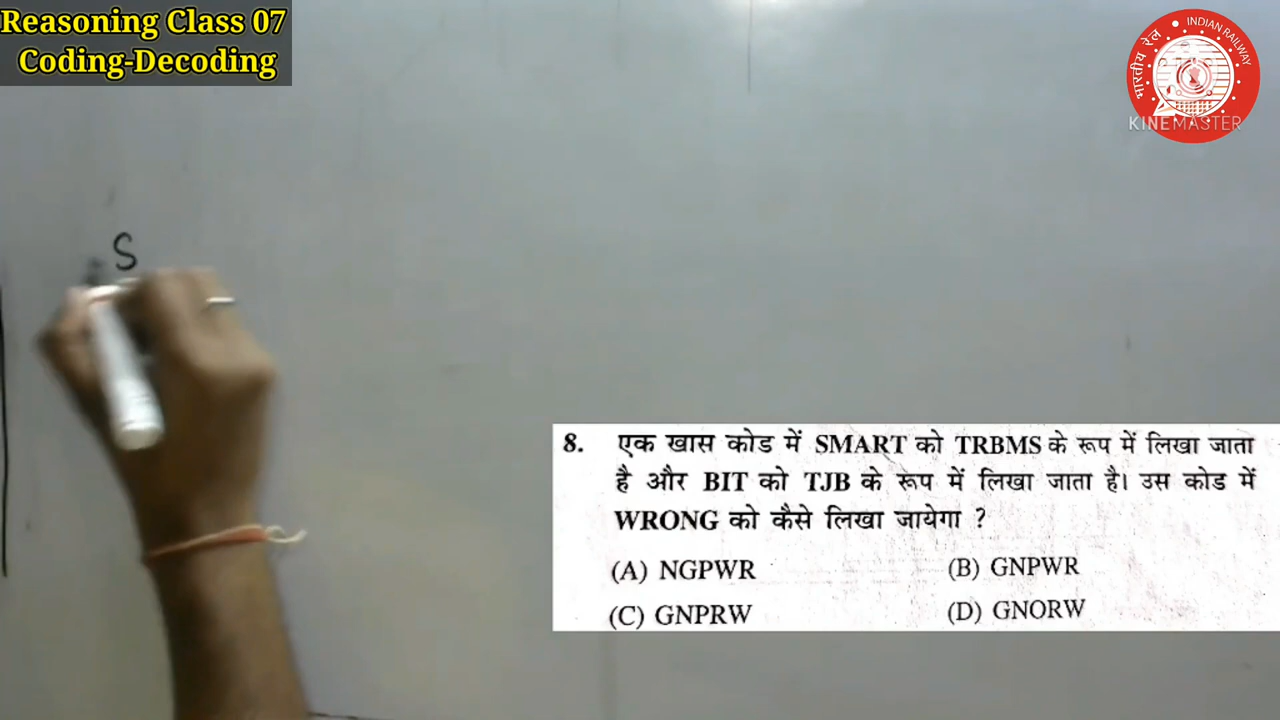 Reasoning Class 07
Coding-Decoding
भारतीय रेल
INDIAN RAILWAY
KINEMASTER
S
8. एक खास कोड में SMART को TRBMS के रूप में लिखा जाता
है और BIT को TJB के रूप में लिखा जाता है। उस कोड में
WRONG को कैसे लिखा जायेगा ?
(A) NGPWR (B) GNPWR
(C) GNPRW (D) GNORW